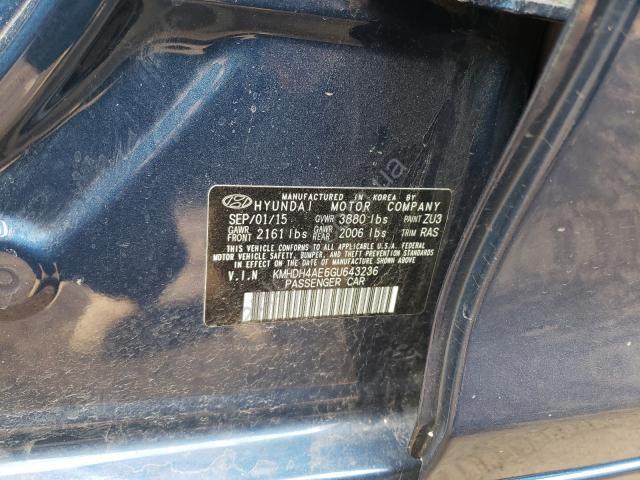 MANUFACTURED IN KOREA BY
HYUNDAI MOTOR COMPANY
SEP/01/15 GVWR 3880 lbs PAINT ZU3
GAWR FRONT 2161 lbs GAWR REAR 2006 lbs TRIM RAS
THIS VEHICLE CONFORMS TO ALL APPLICABLE U.S.A. FEDERAL
MOTOR VEHICLE SAFETY, BUMPER, AND THEFT PREVENTION
STANDARDS IN EFFECT ON THE DATE OF MANUFACTURE SHOWN ABOVE.
V.I.N KMHDH4AE6GU643236
PASSENGER CAR